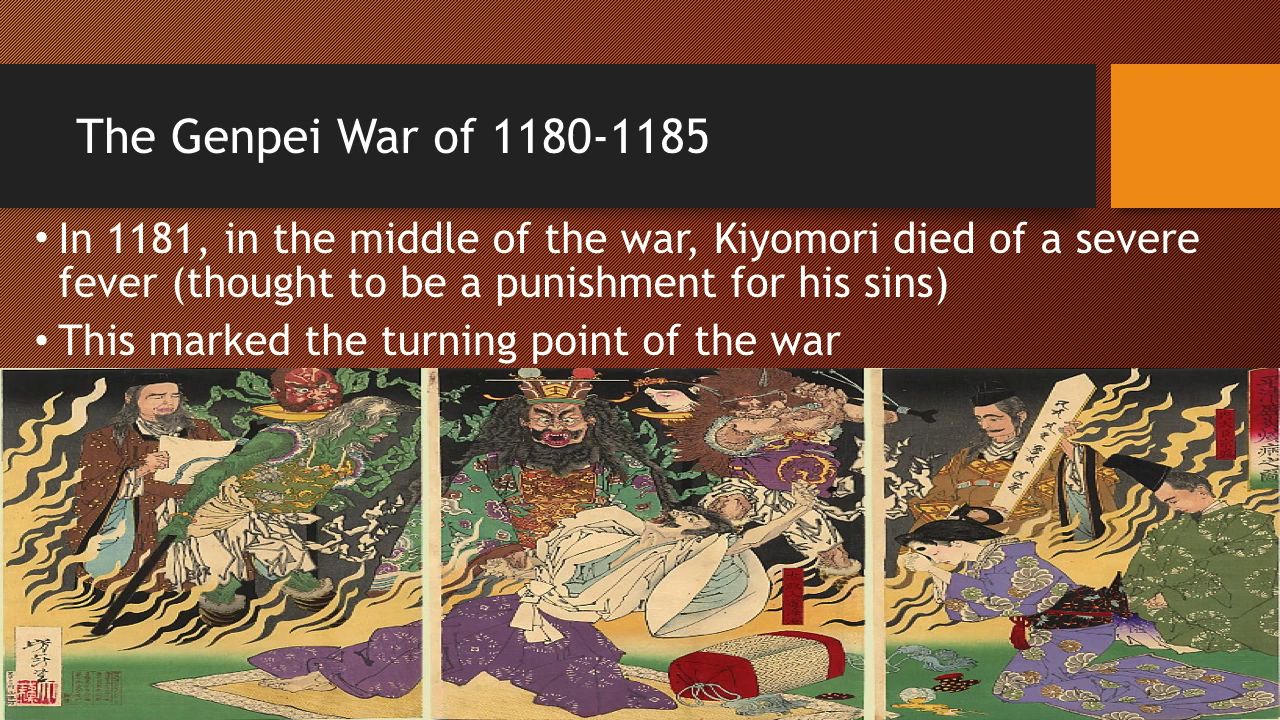 The Genpei War of 1180-1185
• In 1181, in the middle of the war, Kiyomori died of a severe
fever (thought to be a punishment for his sins)
• This marked the turning point of the war